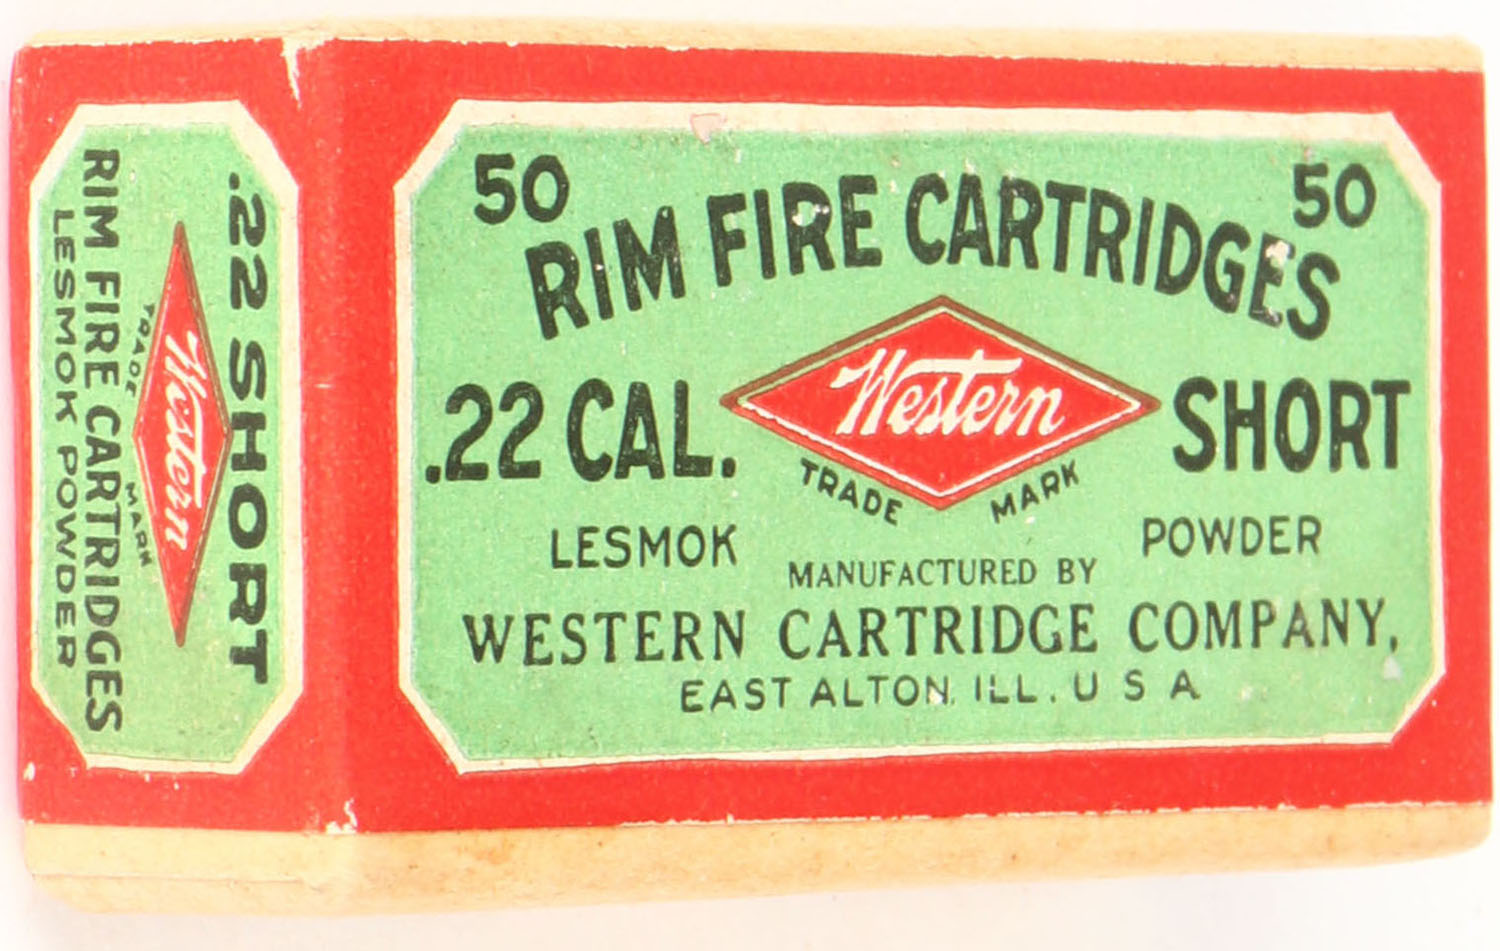 .22 SHORT
Western
TRADE MARK
RIM FIRE CARTRIDGES
LESMOK POWDER
50 50
RIM FIRE CARTRIDGES
.22 CAL. Western SHORT
TRADE MARK
LESMOK POWDER
MANUFACTURED BY
WESTERN CARTRIDGE COMPANY,
EAST ALTON, ILL. U S A